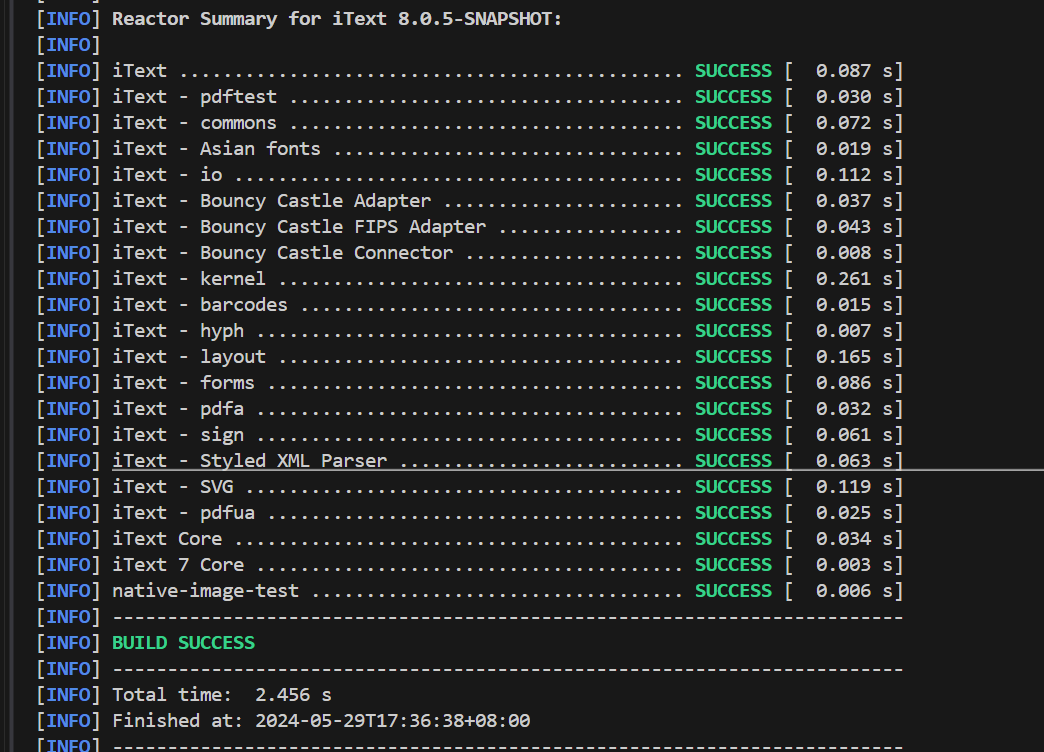 [INFO] Reactor Summary for iText 8.0.5-SNAPSHOT:
[INFO]
[INFO] iText .............................................. SUCCESS [  0.087 s]
[INFO] iText - pdftest .................................... SUCCESS [  0.030 s]
[INFO] iText - commons .................................... SUCCESS [  0.072 s]
[INFO] iText - Asian fonts ................................ SUCCESS [  0.019 s]
[INFO] iText - io ......................................... SUCCESS [  0.112 s]
[INFO] iText - Bouncy Castle Adapter ...................... SUCCESS [  0.037 s]
[INFO] iText - Bouncy Castle FIPS Adapter ................. SUCCESS [  0.043 s]
[INFO] iText - Bouncy Castle Connector .................... SUCCESS [  0.008 s]
[INFO] iText - kernel ..................................... SUCCESS [  0.261 s]
[INFO] iText - barcodes ................................... SUCCESS [  0.015 s]
[INFO] iText - hyph ....................................... SUCCESS [  0.007 s]
[INFO] iText - layout ..................................... SUCCESS [  0.165 s]
[INFO] iText - forms ...................................... SUCCESS [  0.086 s]
[INFO] iText - pdfa ....................................... SUCCESS [  0.032 s]
[INFO] iText - sign ....................................... SUCCESS [  0.061 s]
[INFO] iText - Styled XML Parser .......................... SUCCESS [  0.063 s]
[INFO] iText - SVG ........................................ SUCCESS [  0.119 s]
[INFO] iText - pdfua ...................................... SUCCESS [  0.025 s]
[INFO] iText Core ......................................... SUCCESS [  0.034 s]
[INFO] iText 7 Core ....................................... SUCCESS [  0.003 s]
[INFO] native-image-test .................................. SUCCESS [  0.006 s]
[INFO] ------------------------------------------------------------------------
[INFO] BUILD SUCCESS
[INFO] ------------------------------------------------------------------------
[INFO] Total time:  2.456 s
[INFO] Finished at: 2024-05-29T17:36:38+08:00
[INFO] ------------------------------------------------------------------------